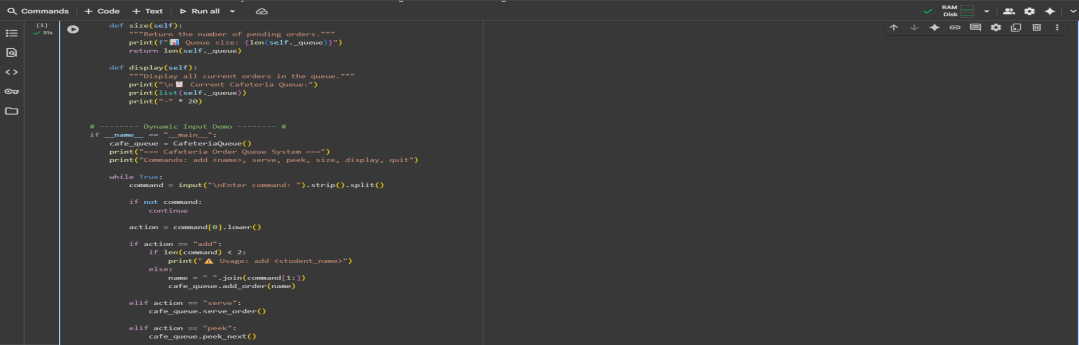 Commands + Code + Text Run all RAM Disk
[1] 51s
def size(self):
"""Return the number of pending orders."""
print(f"📊 Queue size: {len(self._queue)}")
return len(self._queue)
def display(self):
"""Display all current orders in the queue."""
print("\n📋 Current Cafeteria Queue:")
print(list(self._queue))
print("-" * 20)
# -------- Dynamic Input Demo -------- #
if __name__ == "__main__":
cafe_queue = CafeteriaQueue()
print("=== Cafeteria Order Queue System ===")
print("Commands: add <name>, serve, peek, size, display, quit")
while True:
command = input("\nEnter command: ").strip().split()
if not command:
continue
action = command[0].lower()
if action == "add":
if len(command) < 2:
print("⚠️ Usage: add <student_name>")
else:
name = " ".join(command[1:])
cafe_queue.add_order(name)
elif action == "serve":
cafe_queue.serve_order()
elif action == "peek":
cafe_queue.peek_next()